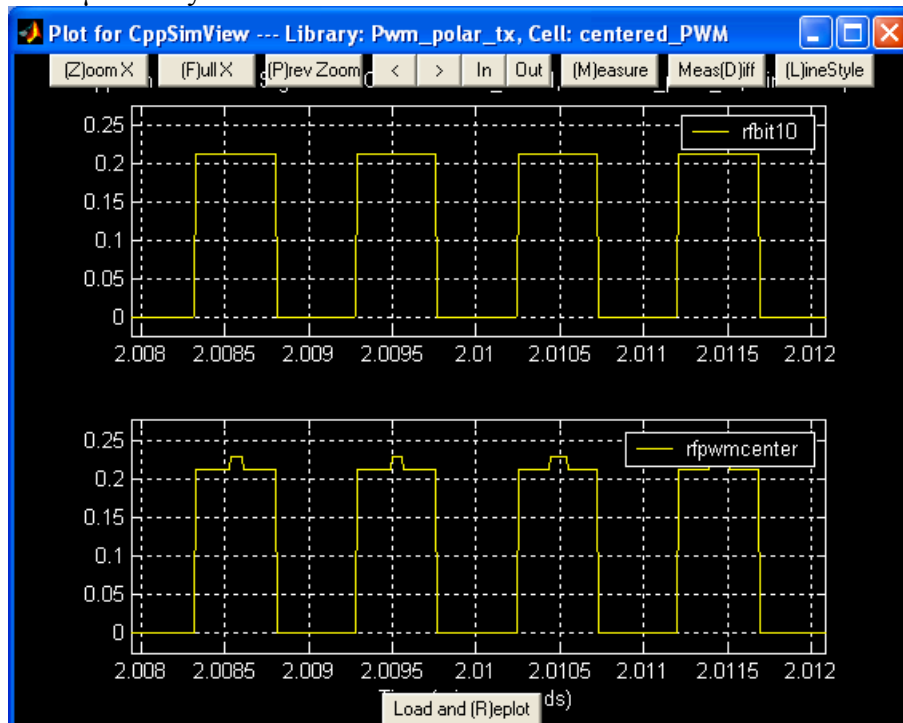 Plot for CppSimView --- Library: Pwm_polar_tx, Cell: centered_PWM
(Z)oom X (F)ull X (P)rev Zoom < > In Out (M)easure Meas(D)iff (L)ineStyle
rfbit10
0.25
0.2
0.15
0.1
0.05
0
2.008 2.0085 2.009 2.0095 2.01 2.0105 2.011 2.0115 2.012
rfpwmcenter
0.25
0.2
0.15
0.1
0.05
0
2.008 2.0085 2.009 2.0095 2.01 2.0105 2.011 2.0115 2.012
Load and (R)eplot